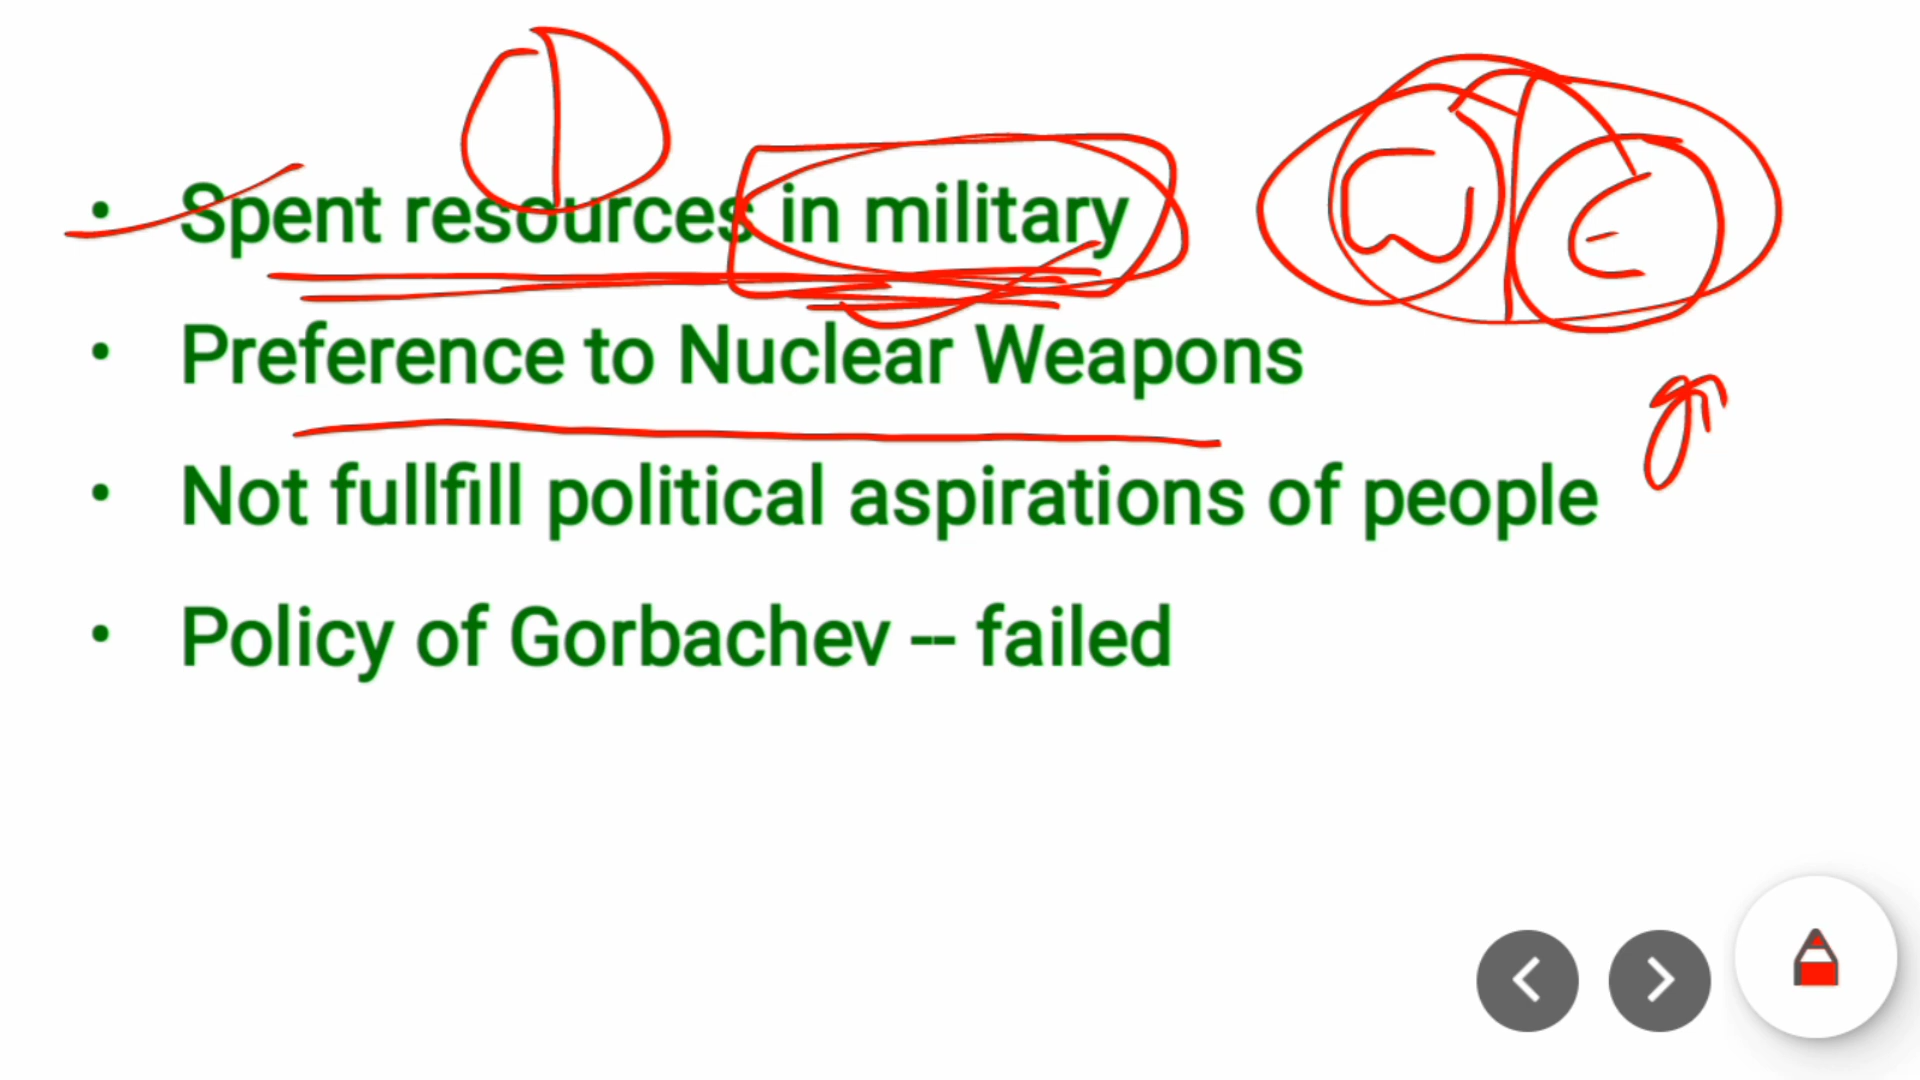 • Spent resources in military
• Preference to Nuclear Weapons
• Not fullfill political aspirations of people
• Policy of Gorbachev -- failed